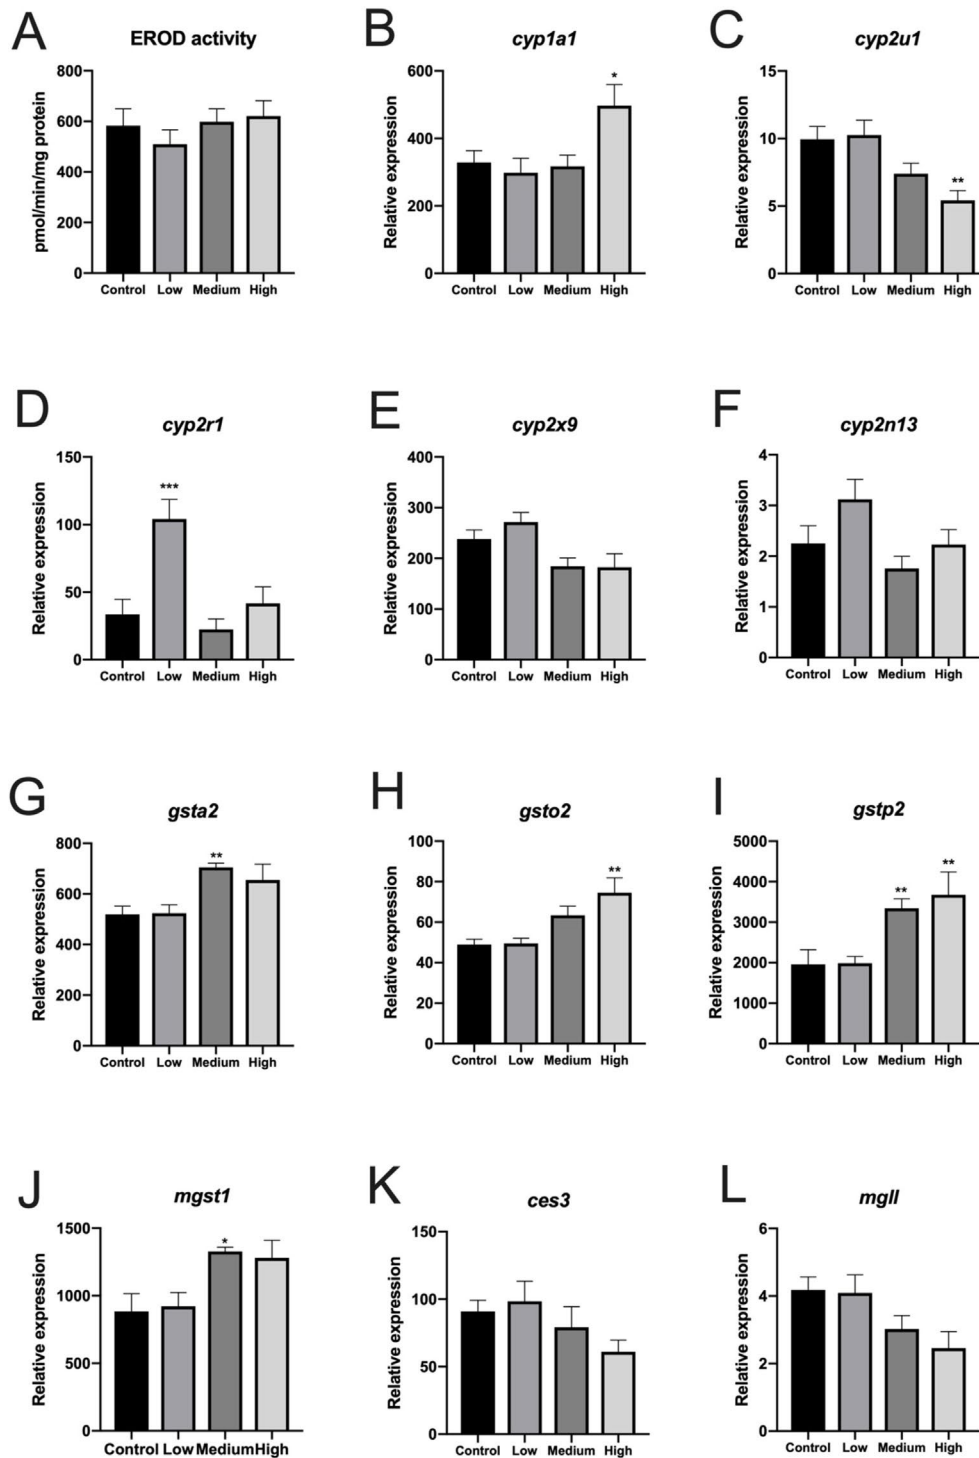 A
EROD activity
pmol/min/mg protein
800
600
400
200
0
Control Low Medium High
B
cyp1a1
Relative expression
600
400
200
0
*
Control Low Medium High
C
cyp2u1
Relative expression
15
10
5
0
**
Control Low Medium High
D
cyp2r1
Relative expression
150
100
50
0
***
Control Low Medium High
E
cyp2x9
Relative expression
400
300
200
100
0
Control Low Medium High
F
cyp2n13
Relative expression
4
3
2
1
0
Control Low Medium High
G
gsta2
Relative expression
800
600
400
200
0
**
Control Low Medium High
H
gsto2
Relative expression
100
80
60
40
20
0
**
Control Low Medium High
I
gstp2
Relative expression
5000
4000
3000
2000
1000
0
**
**
Control Low Medium High
J
mgst1
Relative expression
1500
1000
500
0
*
Control Low Medium High
K
ces3
Relative expression
150
100
50
0
Control Low Medium High
L
mgll
Relative expression
6
4
2
0
Control Low Medium High